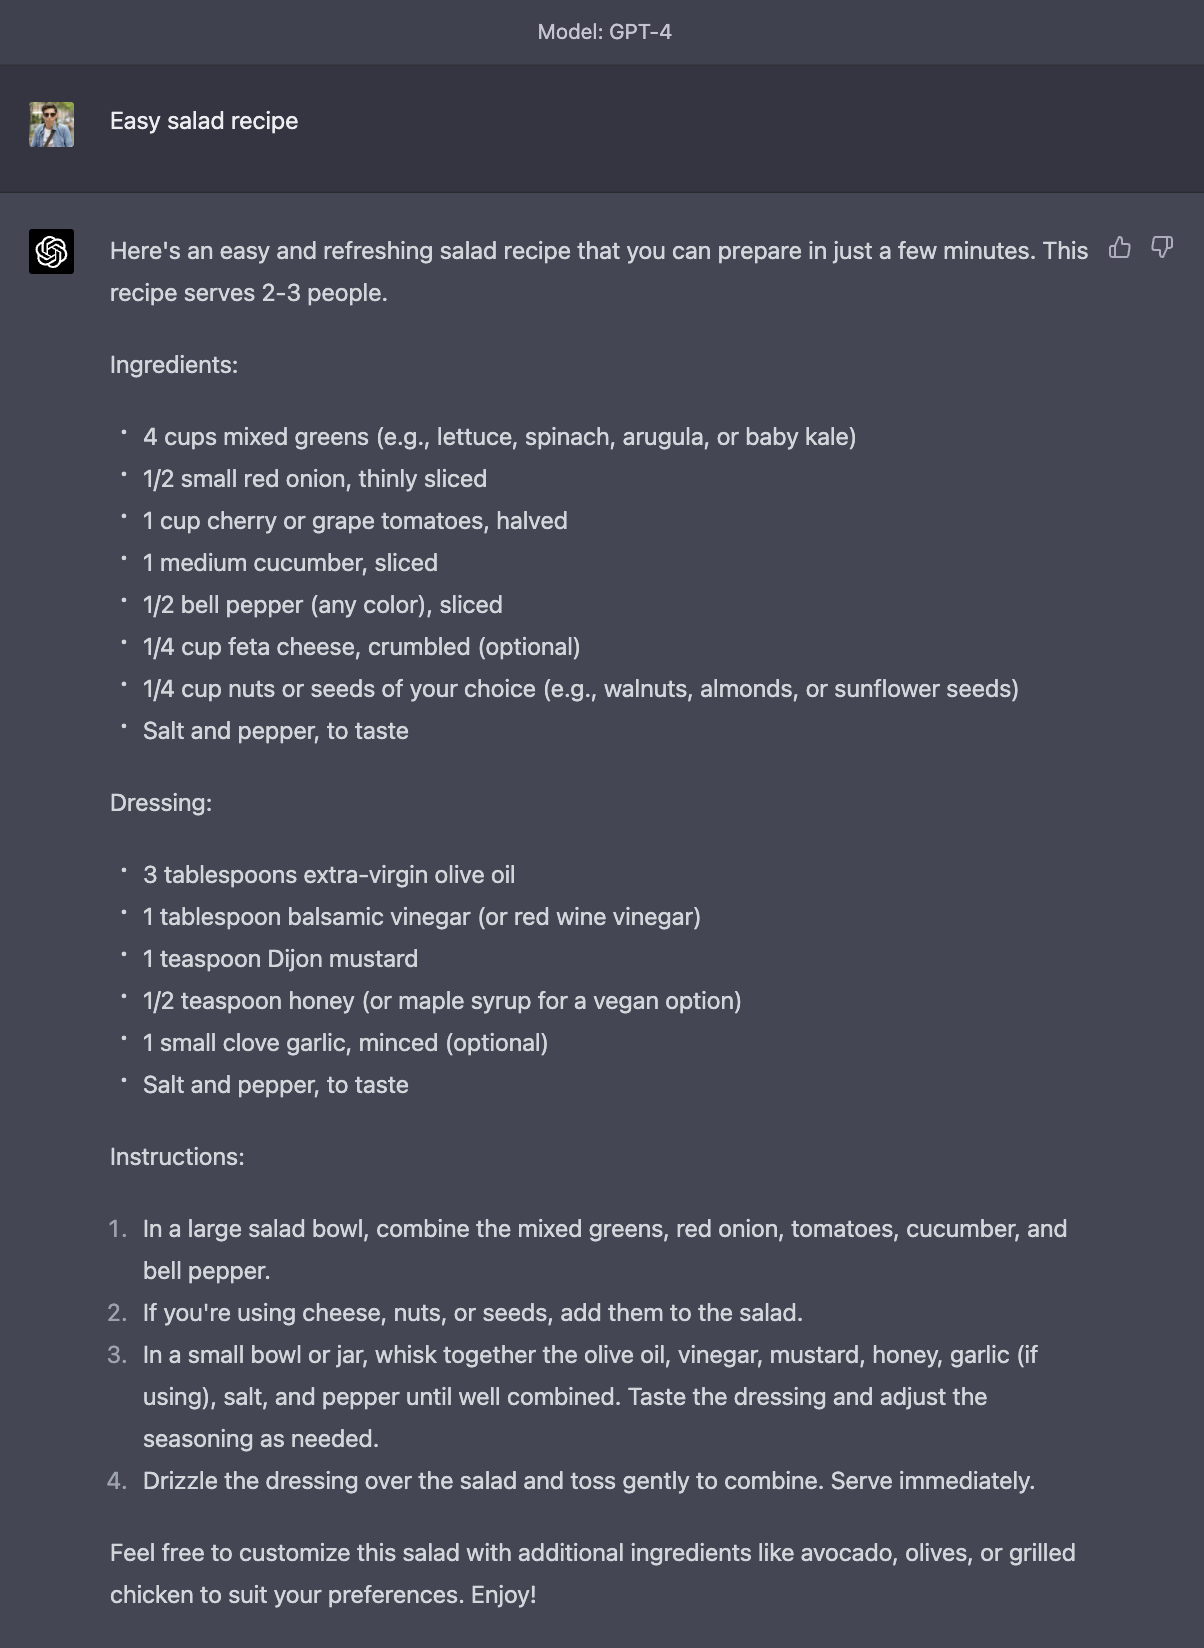 Model: GPT-4
Easy salad recipe
Here's an easy and refreshing salad recipe that you can prepare in just a few minutes. This
recipe serves 2-3 people.
Ingredients:
• 4 cups mixed greens (e.g., lettuce, spinach, arugula, or baby kale)
• 1/2 small red onion, thinly sliced
• 1 cup cherry or grape tomatoes, halved
• 1 medium cucumber, sliced
• 1/2 bell pepper (any color), sliced
• 1/4 cup feta cheese, crumbled (optional)
• 1/4 cup nuts or seeds of your choice (e.g., walnuts, almonds, or sunflower seeds)
• Salt and pepper, to taste
Dressing:
• 3 tablespoons extra-virgin olive oil
• 1 tablespoon balsamic vinegar (or red wine vinegar)
• 1 teaspoon Dijon mustard
• 1/2 teaspoon honey (or maple syrup for a vegan option)
• 1 small clove garlic, minced (optional)
• Salt and pepper, to taste
Instructions:
1. In a large salad bowl, combine the mixed greens, red onion, tomatoes, cucumber, and
bell pepper.
2. If you're using cheese, nuts, or seeds, add them to the salad.
3. In a small bowl or jar, whisk together the olive oil, vinegar, mustard, honey, garlic (if
using), salt, and pepper until well combined. Taste the dressing and adjust the
seasoning as needed.
4. Drizzle the dressing over the salad and toss gently to combine. Serve immediately.
Feel free to customize this salad with additional ingredients like avocado, olives, or grilled
chicken to suit your preferences. Enjoy!